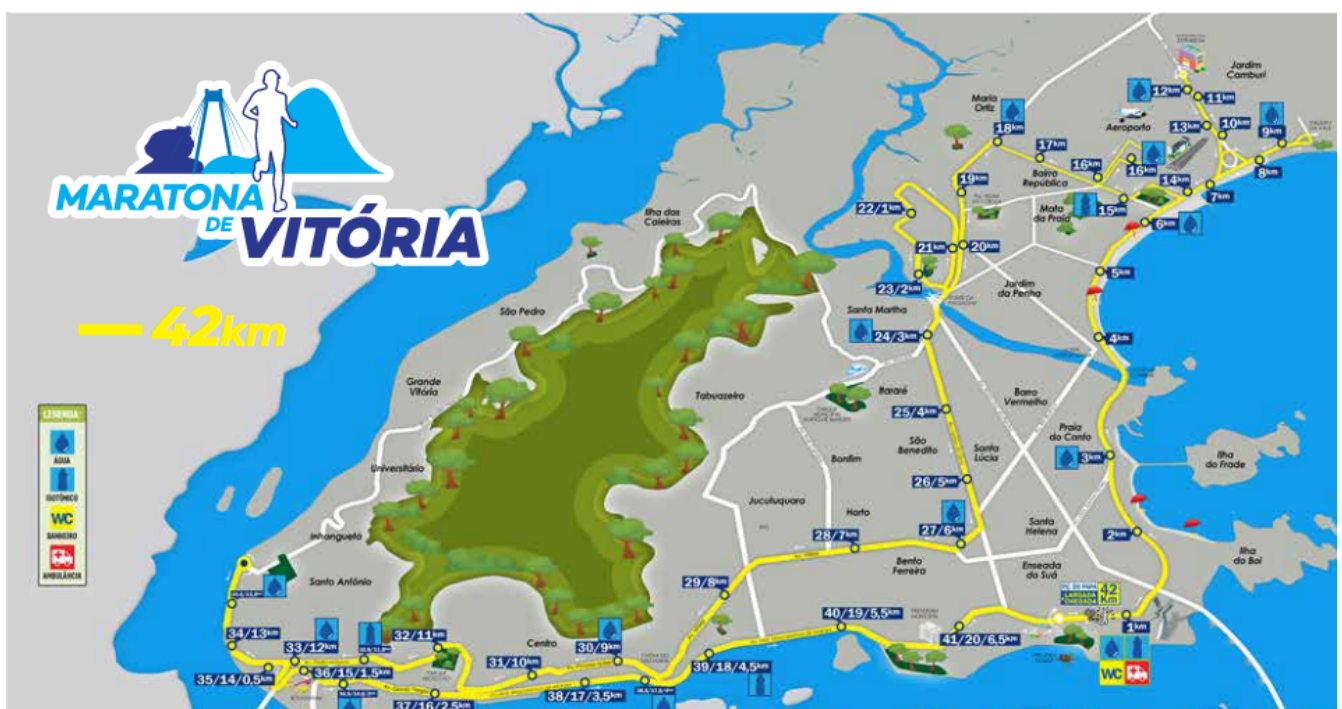 MARATONA
DE
VITÓRIA
42km
LEGENDA:
ÁGUA
ISOTÔNICO
WC
BANHEIRO
AMBULÂNCIA
Jardim
Camburi
12km
11km
Maria
Ortiz
Aeroporto
13km
10km
9km
18km
17km
16km
16km
8km
Bairro
República
14km
7km
19km
15km
Mata
da Praia
6km
22/1km
Ilha das
Caieiras
21km
20km
5km
23/2km
Jardim
da Penha
São Pedro
Santa Martha
24/3km
4km
Grande
Vitória
Tabuazeiro
Itararé
Barro
Vermelho
25/4km
São
Benedito
Santa
Lúcia
Praia
do Canto
3km
Ilha
do Frade
Universitário
Bonfim
26/5km
Jucutuquara
Horto
27/6km
Santa
Helena
2km
Inhanguetá
28/7km
Bento
Ferreira
Enseada
do Suá
Ilha
do Boi
Santo Antônio
29/8km
PÇ. DO PAPA
LARGADA
CHEGADA
42
Km
40/19/5,5km
41/20/6,5km
1km
34/13km
33/12km
32/11km
Centro
30/9km
31/10km
39/18/4,5km
35/14/0,5km
36/15/1,5km
38/17/3,5km
37/16/2,5km
WC